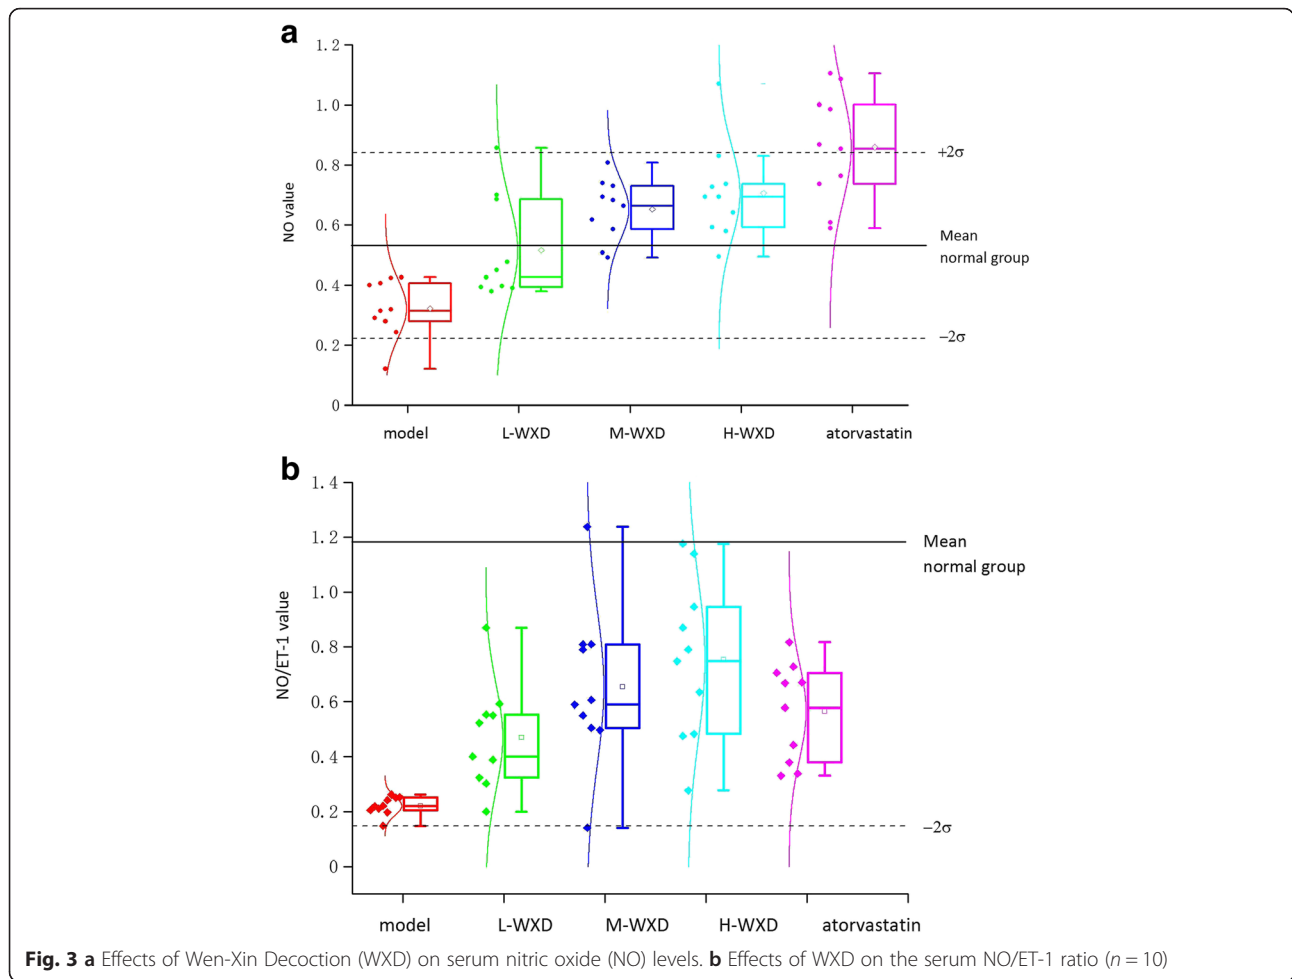 a
1.2
1.0
+2σ
0.8
NO value
0.6
Mean
normal group
0.4
−2σ
0.2
0
model L-WXD M-WXD H-WXD atorvastatin
b
1.4
1.2
Mean
normal group
1.0
NO/ET-1 value
0.8
0.6
0.4
0.2
−2σ
0
model L-WXD M-WXD H-WXD atorvastatin
Fig. 3 a Effects of Wen-Xin Decoction (WXD) on serum nitric oxide (NO) levels. b Effects of WXD on the serum NO/ET-1 ratio (n = 10)